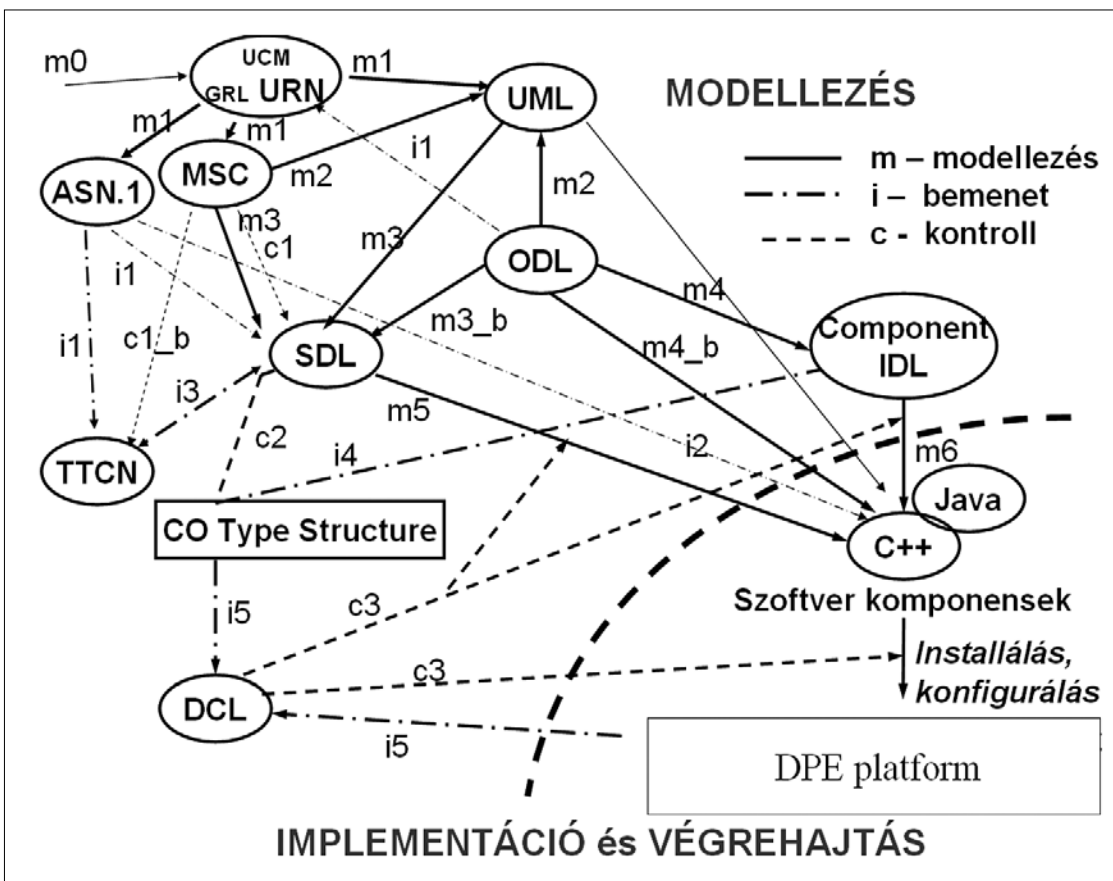 m0
UCM
GRL URN
m1
UML
MODELLEZÉS
m1
m1
ASN.1
MSC
m2
i1
m2
m – modellezés
i – bemenet
c - kontroll
m3
c1
m3
ODL
i1
m4
i1
c1_b
SDL
m3_b
m4_b
Component
IDL
i3
m5
c2
i4
i2
m6
TTCN
Java
CO Type Structure
C++
Szoftver komponensek
i5
c3
Installálás,
konfigurálás
c3
DCL
i5
DPE platform
IMPLEMENTÁCIÓ és VÉGREHAJTÁS